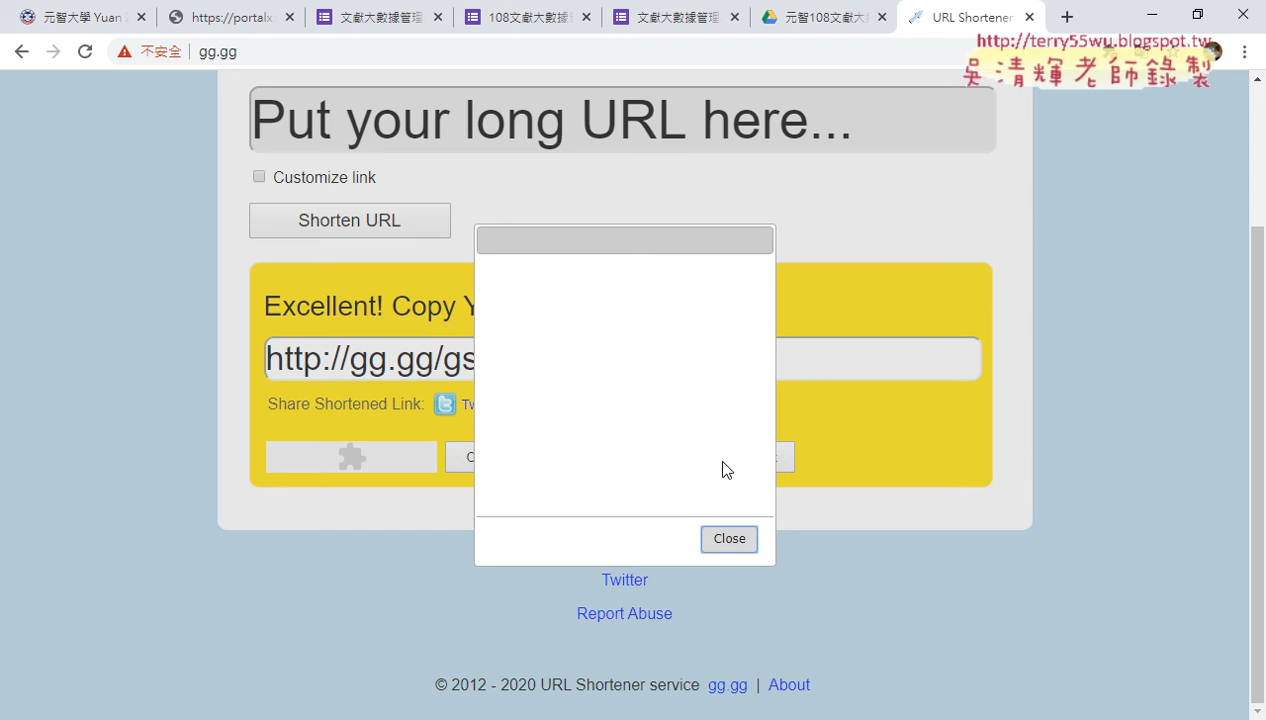 元智大學 Yuan Z
https://portalx
文獻大數據管理
108文獻大數據
文獻大數據管理
元智108文獻大
URL Shortener
不安全
gg.gg
http://terry55wu.blogspot.tw
吳清輝老師錄製
Put your long URL here...
Customize link
Shorten URL
Excellent! Copy Y
http://gg.gg/gs
Share Shortened Link:
Tw
Close
Twitter
Report Abuse
© 2012 - 2020 URL Shortener service gg.gg | About